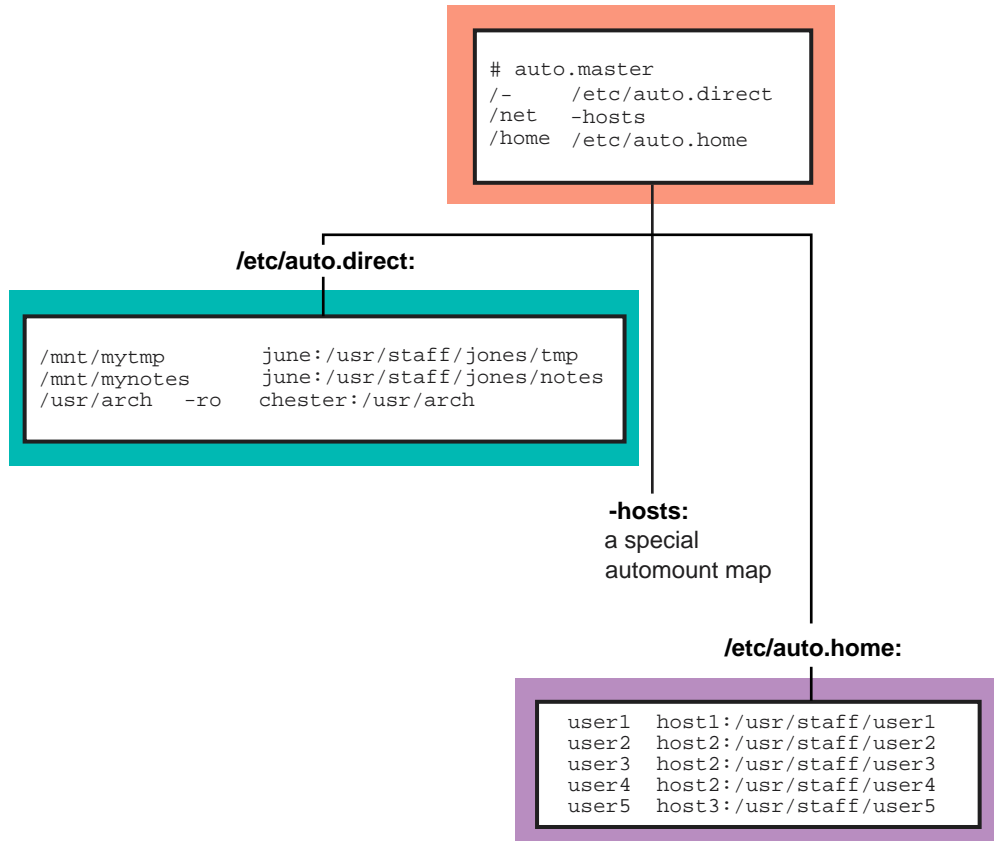 # auto.master
/- /etc/auto.direct
/net -hosts
/home /etc/auto.home
/etc/auto.direct:
/mnt/mytmp june:/usr/staff/jones/tmp
/mnt/mynotes june:/usr/staff/jones/notes
/usr/arch -ro chester:/usr/arch
-hosts:
a special
automount map
/etc/auto.home:
user1 host1:/usr/staff/user1
user2 host2:/usr/staff/user2
user3 host2:/usr/staff/user3
user4 host2:/usr/staff/user4
user5 host3:/usr/staff/user5